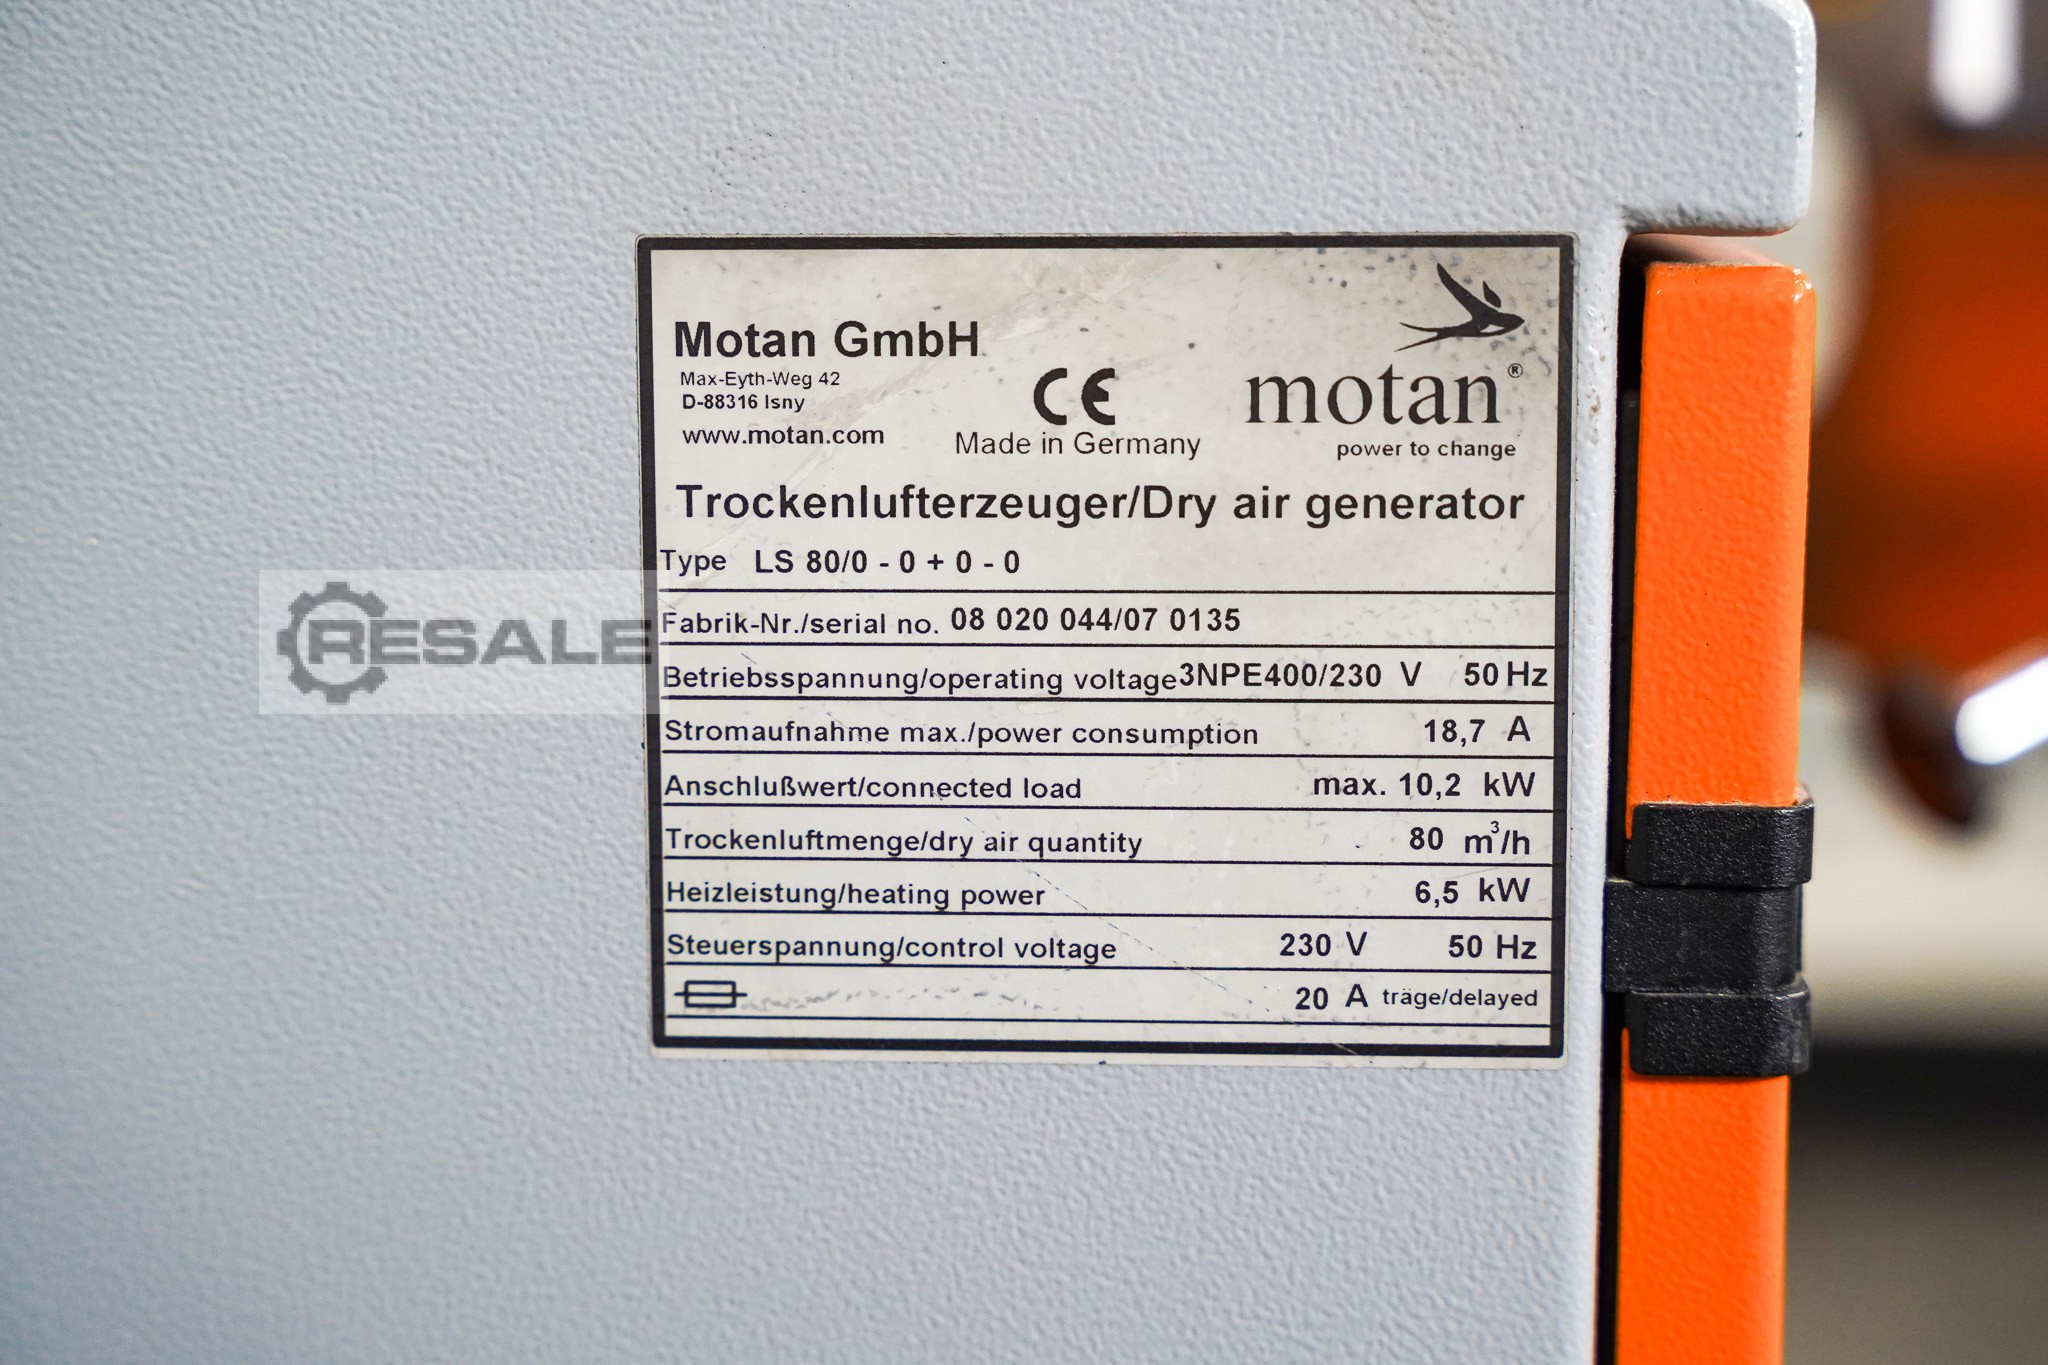 Motan GmbH
Max-Eyth-Weg 42
D-88316 Isny
www.motan.com
CE
Made in Germany
motan®
power to change
Trockenlufterzeuger/Dry air generator
Type LS 80/0 - 0 + 0 - 0
RESALE
Fabrik-Nr./serial no. 08 020 044/07 0135
Betriebsspannung/operating voltage 3NPE400/230 V 50 Hz
Stromaufnahme max./power consumption 18,7 A
Anschlußwert/connected load max. 10,2 kW
Trockenluftmenge/dry air quantity 80 m³/h
Heizleistung/heating power 6,5 kW
Steuerspannung/control voltage 230 V 50 Hz
20 A träge/delayed